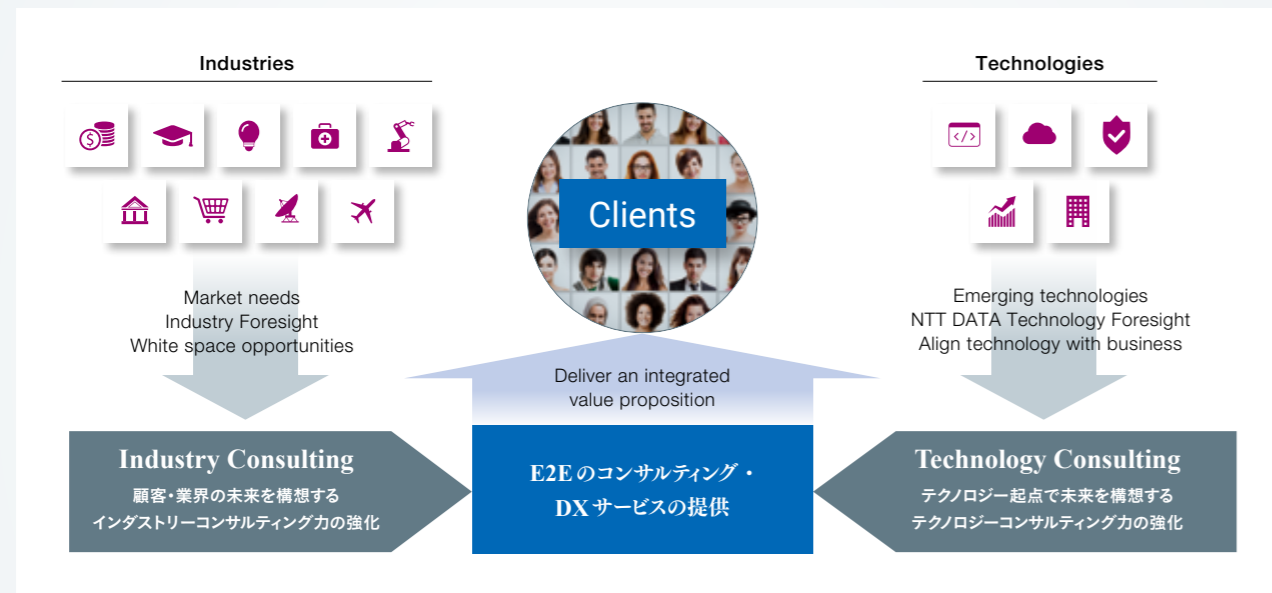 Industries
Technologies
$
</>
Clients
Market needs
Industry Foresight
White space opportunities
Emerging technologies
NTT DATA Technology Foresight
Align technology with business
Deliver an integrated
value proposition
Industry Consulting
顧客・業界の未来を構想する
インダストリーコンサルティング力の強化
E2Eのコンサルティング・
DXサービスの提供
Technology Consulting
テクノロジー起点で未来を構想する
テクノロジーコンサルティング力の強化